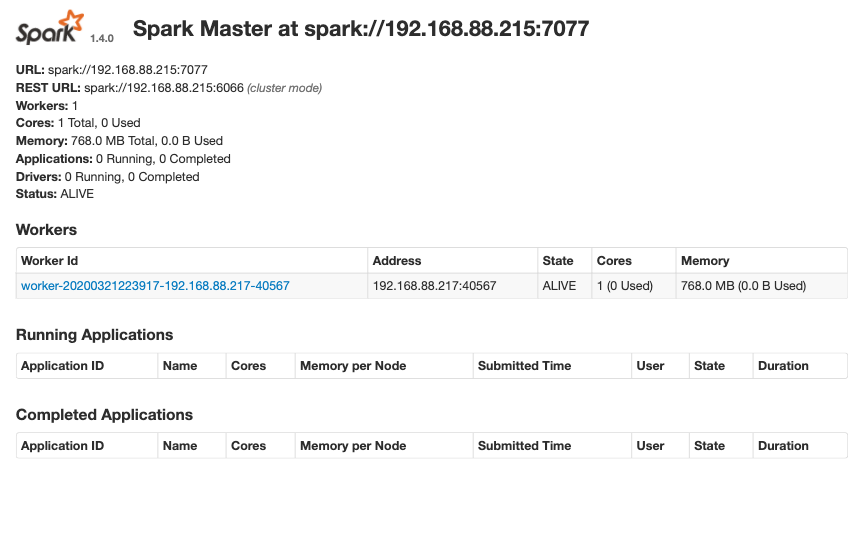 Spark 1.4.0 Spark Master at spark://192.168.88.215:7077
URL: spark://192.168.88.215:7077
REST URL: spark://192.168.88.215:6066 (cluster mode)
Workers: 1
Cores: 1 Total, 0 Used
Memory: 768.0 MB Total, 0.0 B Used
Applications: 0 Running, 0 Completed
Drivers: 0 Running, 0 Completed
Status: ALIVE
Workers
Worker Id Address State Cores Memory
worker-20200321223917-192.168.88.217-40567 192.168.88.217:40567 ALIVE 1 (0 Used) 768.0 MB (0.0 B Used)
Running Applications
Application ID Name Cores Memory per Node Submitted Time User State Duration
Completed Applications
Application ID Name Cores Memory per Node Submitted Time User State Duration